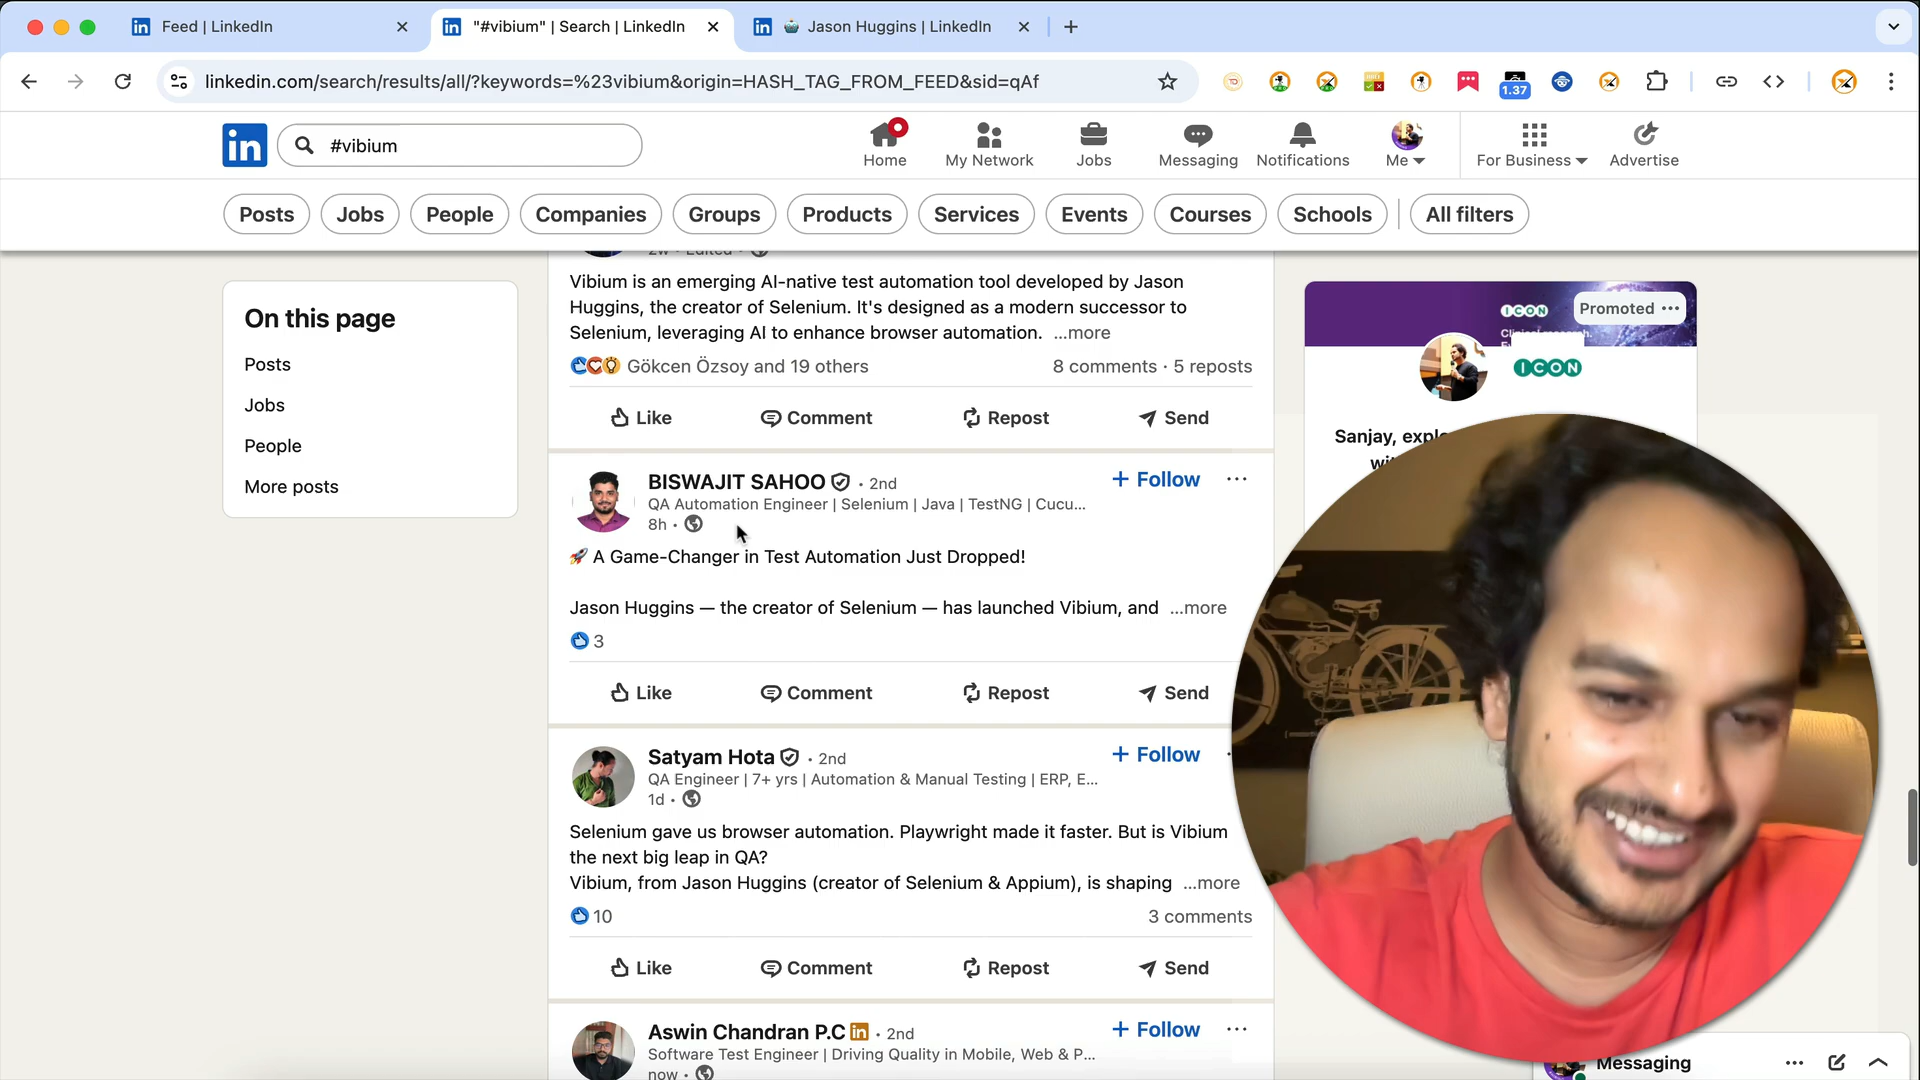 Feed | LinkedIn
"#vibium" | Search | LinkedIn
Jason Huggins | LinkedIn
linkedin.com/search/results/all/?keywords=%23vibium&origin=HASH_TAG_FROM_FEED&sid=qAf
1.37
in
#vibium
Home
My Network
Jobs
Messaging
Notifications
Me
For Business
Advertise
Posts
Jobs
People
Companies
Groups
Products
Services
Events
Courses
Schools
All filters
On this page
Posts
Jobs
People
More posts
2w • Edited •
Vibium is an emerging AI-native test automation tool developed by Jason
Huggins, the creator of Selenium. It's designed as a modern successor to
Selenium, leveraging AI to enhance browser automation. ...more
Gökcen Özsoy and 19 others
8 comments · 5 reposts
Like
Comment
Repost
Send
BISWAJIT SAHOO • 2nd
+ Follow
QA Automation Engineer | Selenium | Java | TestNG | Cucu...
8h •
🚀 A Game-Changer in Test Automation Just Dropped!
Jason Huggins — the creator of Selenium — has launched Vibium, and ...more
3
Like
Comment
Repost
Send
Satyam Hota • 2nd
+ Follow
QA Engineer | 7+ yrs | Automation & Manual Testing | ERP, E...
1d •
Selenium gave us browser automation. Playwright made it faster. But is Vibium
the next big leap in QA?
Vibium, from Jason Huggins (creator of Selenium & Appium), is shaping ...more
10
3 comments
Like
Comment
Repost
Send
Aswin Chandran P.C in • 2nd
+ Follow
Software Test Engineer | Driving Quality in Mobile, Web & P...
now •
ICON
Promoted
ICON
Sanjay,
Messaging